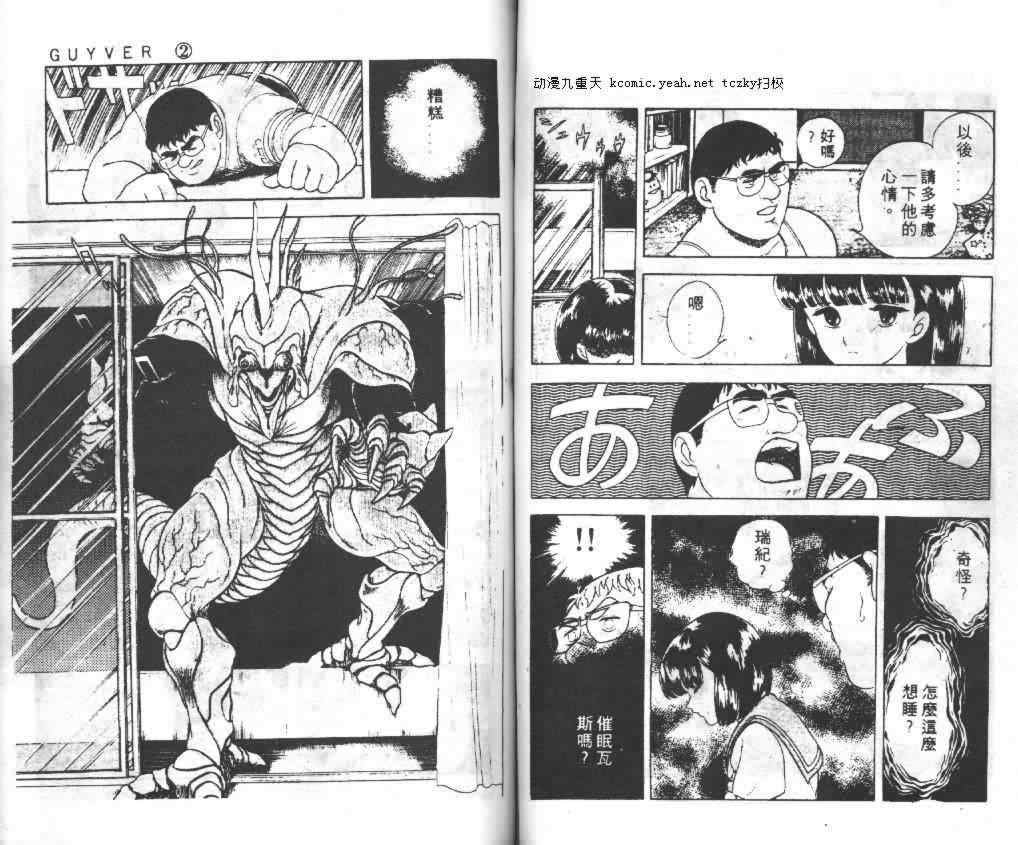 GUYVER ②
动漫九重天 kcomic.yeah.net tczky扫校
以後……
請多考慮
一下他的
心情。
好嗎
?
嗯…
あ
ふ
あ
奇怪?
怎麼這麼
想睡?
瑞紀?
!!
催眠瓦
斯嗎?
糟糕……
ドサ